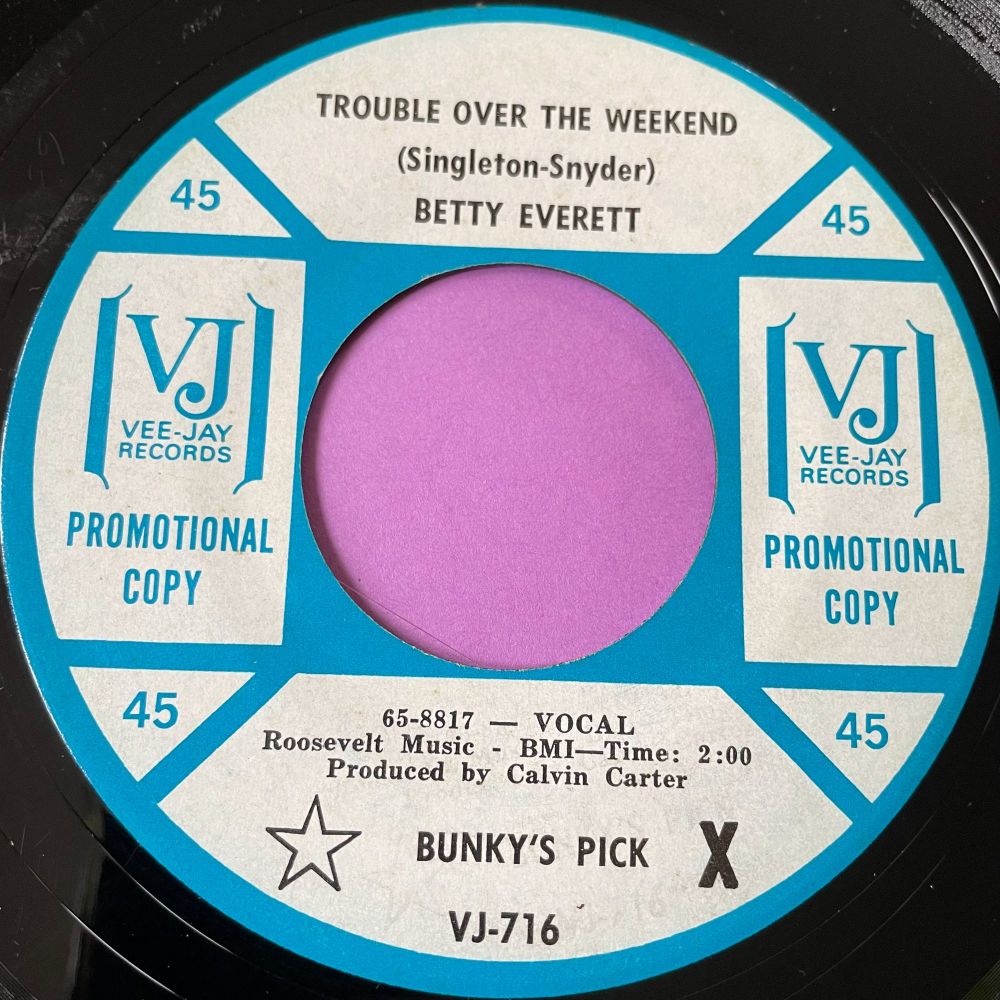 TROUBLE OVER THE WEEKEND
(Singleton-Snyder)
BETTY EVERETT
45
45
VJ
VEE-JAY
RECORDS
PROMOTIONAL
COPY
VJ
VEE-JAY
RECORDS
PROMOTIONAL
COPY
45
45
65-8817 — VOCAL
Roosevelt Music - BMI—Time: 2:00
Produced by Calvin Carter
BUNKY'S PICK X
VJ-716